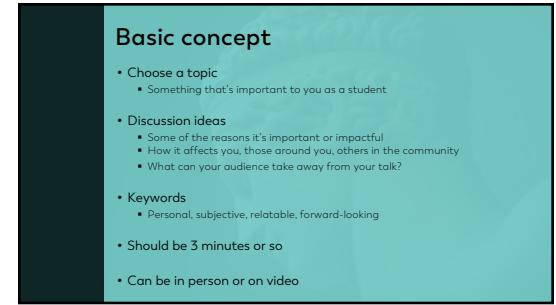 Basic concept
• Choose a topic
▪ Something that's important to you as a student
• Discussion ideas
▪ Some of the reasons it's important or impactful
▪ How it affects you, those around you, others in the community
▪ What can your audience take away from your talk?
• Keywords
▪ Personal, subjective, relatable, forward-looking
• Should be 3 minutes or so
• Can be in person or on video